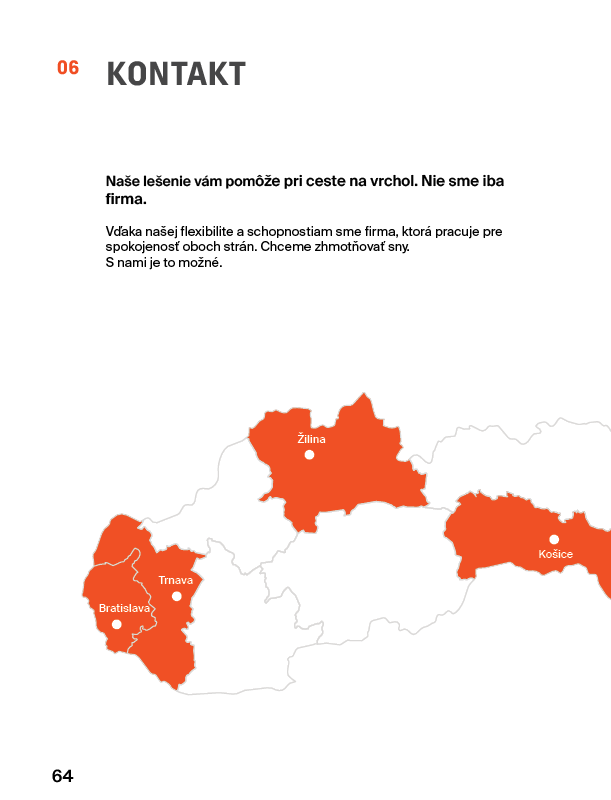 06
KONTAKT
Naše lešenie vám pomôže pri ceste na vrchol. Nie sme iba
firma.
Vďaka našej flexibilite a schopnostiam sme firma, ktorá pracuje pre
spokojenosť oboch strán. Chceme zhmotňovať sny.
S nami je to možné.
Žilina
Košice
Trnava
Bratislava
64